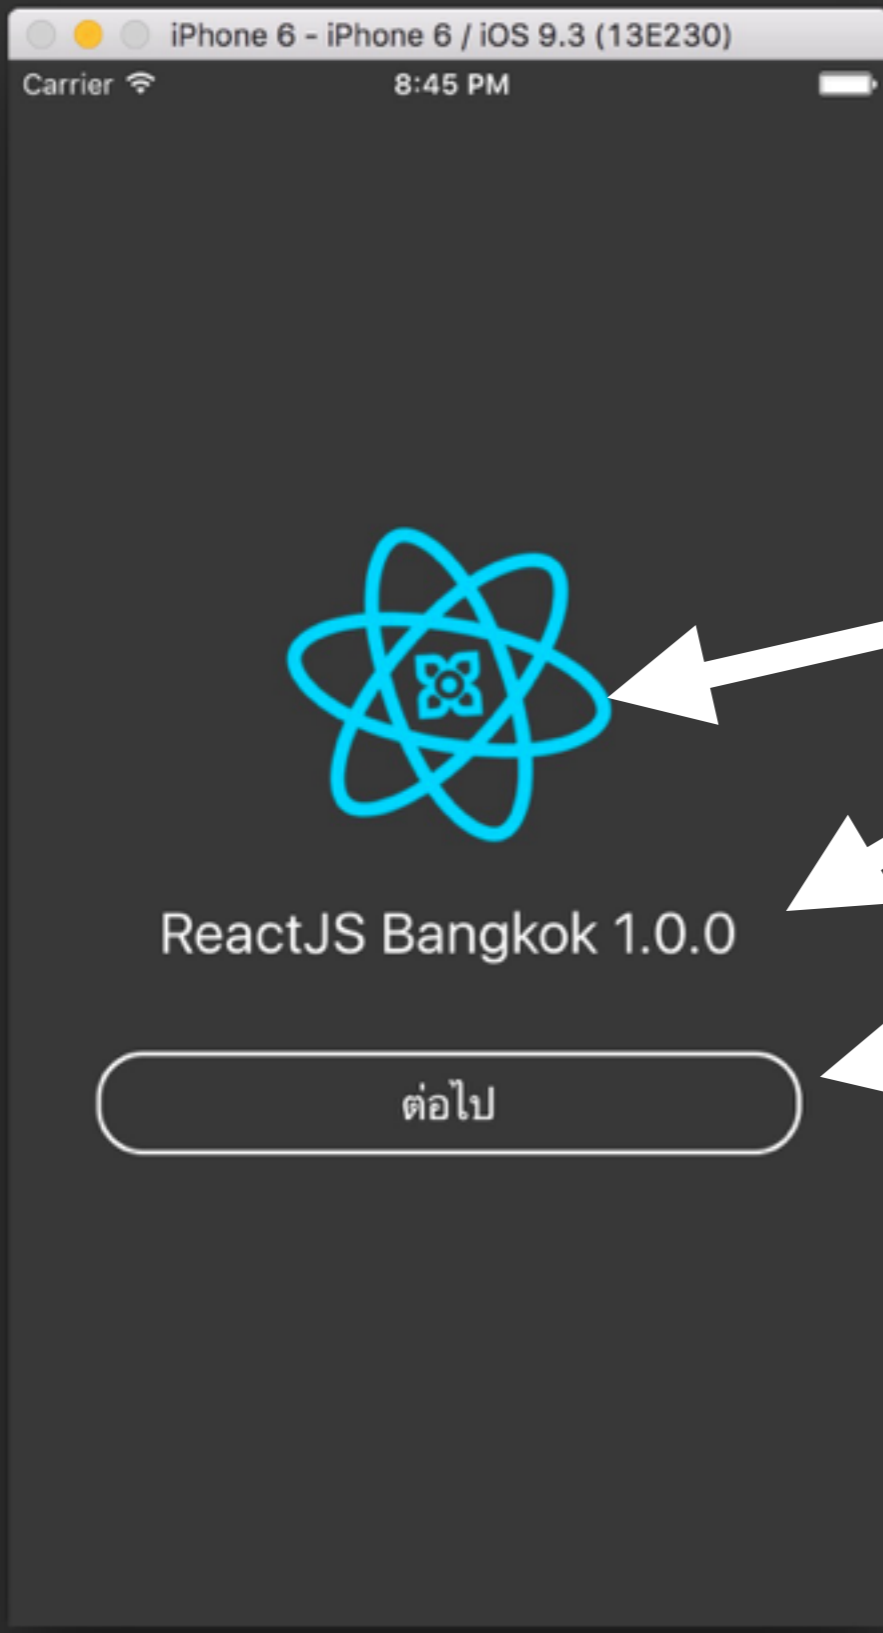 iPhone 6 - iPhone 6 / iOS 9.3 (13E230)
Carrier 8:45 PM
ReactJS Bangkok 1.0.0
ต่อไป